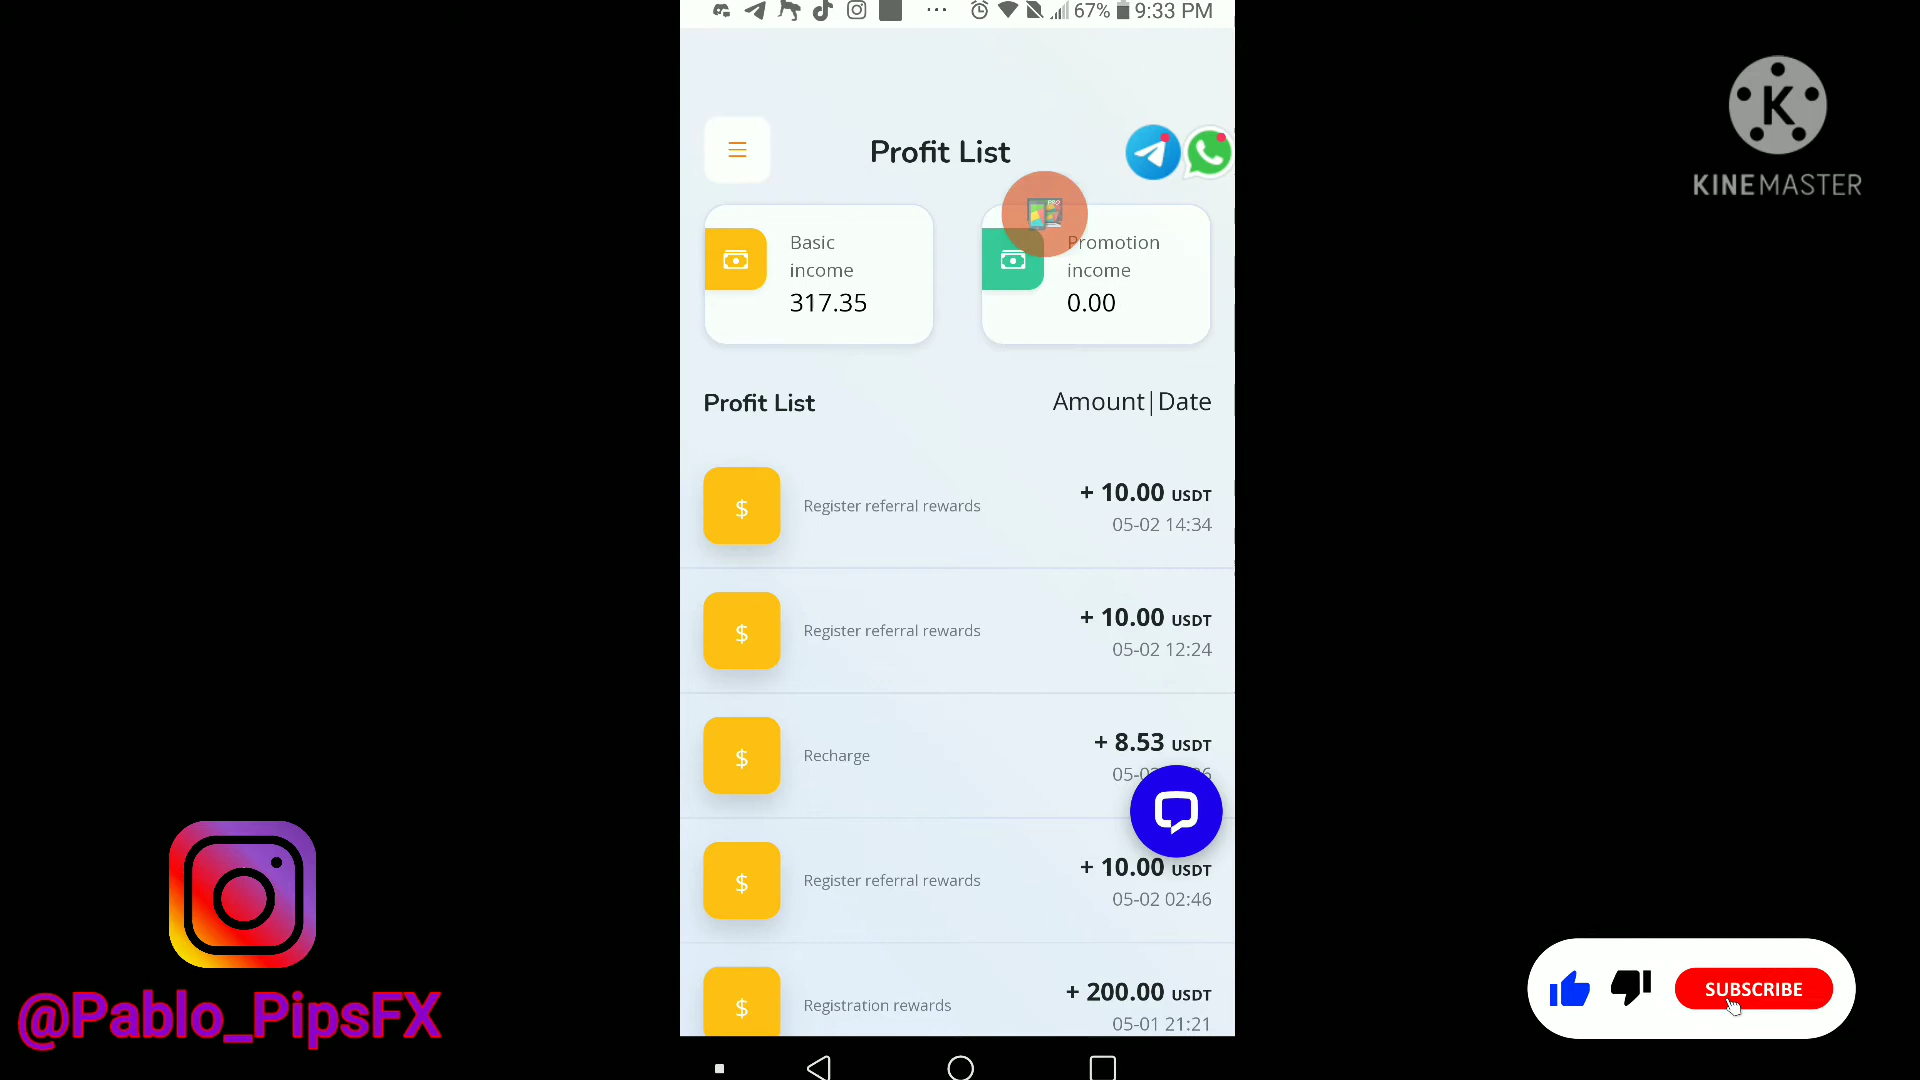 67% 9:33 PM
K
KINEMASTER
Profit List
PRO
Basic
income
317.35
Promotion
income
0.00
Profit List
Amount|Date
$
Register referral rewards
+ 10.00 USDT
05-02 14:34
$
Register referral rewards
+ 10.00 USDT
05-02 12:24
$
Recharge
+ 8.53 USDT
$
Register referral rewards
+ 10.00 USDT
05-02 02:46
$
Registration rewards
+ 200.00 USDT
05-01 21:21
@Pablo_PipsFX
SUBSCRIBE